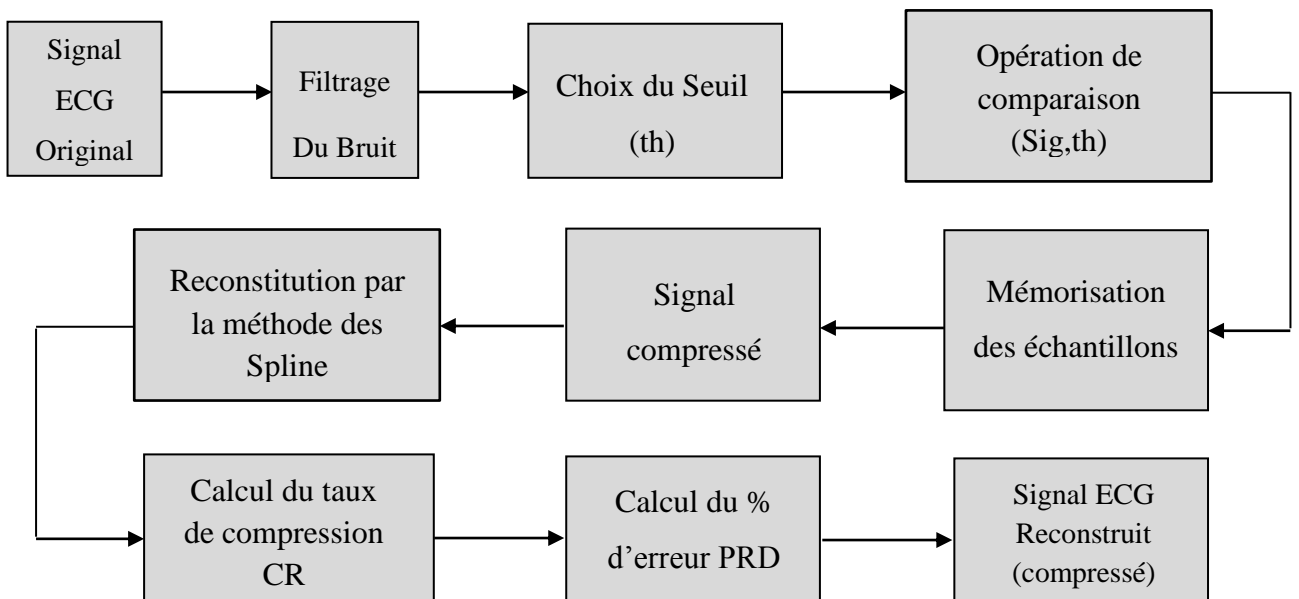 Signal
ECG
Original
Filtrage
Du Bruit
Choix du Seuil
(th)
Opération de
comparaison
(Sig,th)
Reconstitution par
la méthode des
Spline
Signal
compressé
Mémorisation
des échantillons
Calcul du taux
de compression
CR
Calcul du %
d’erreur PRD
Signal ECG
Reconstruit
(compressé)